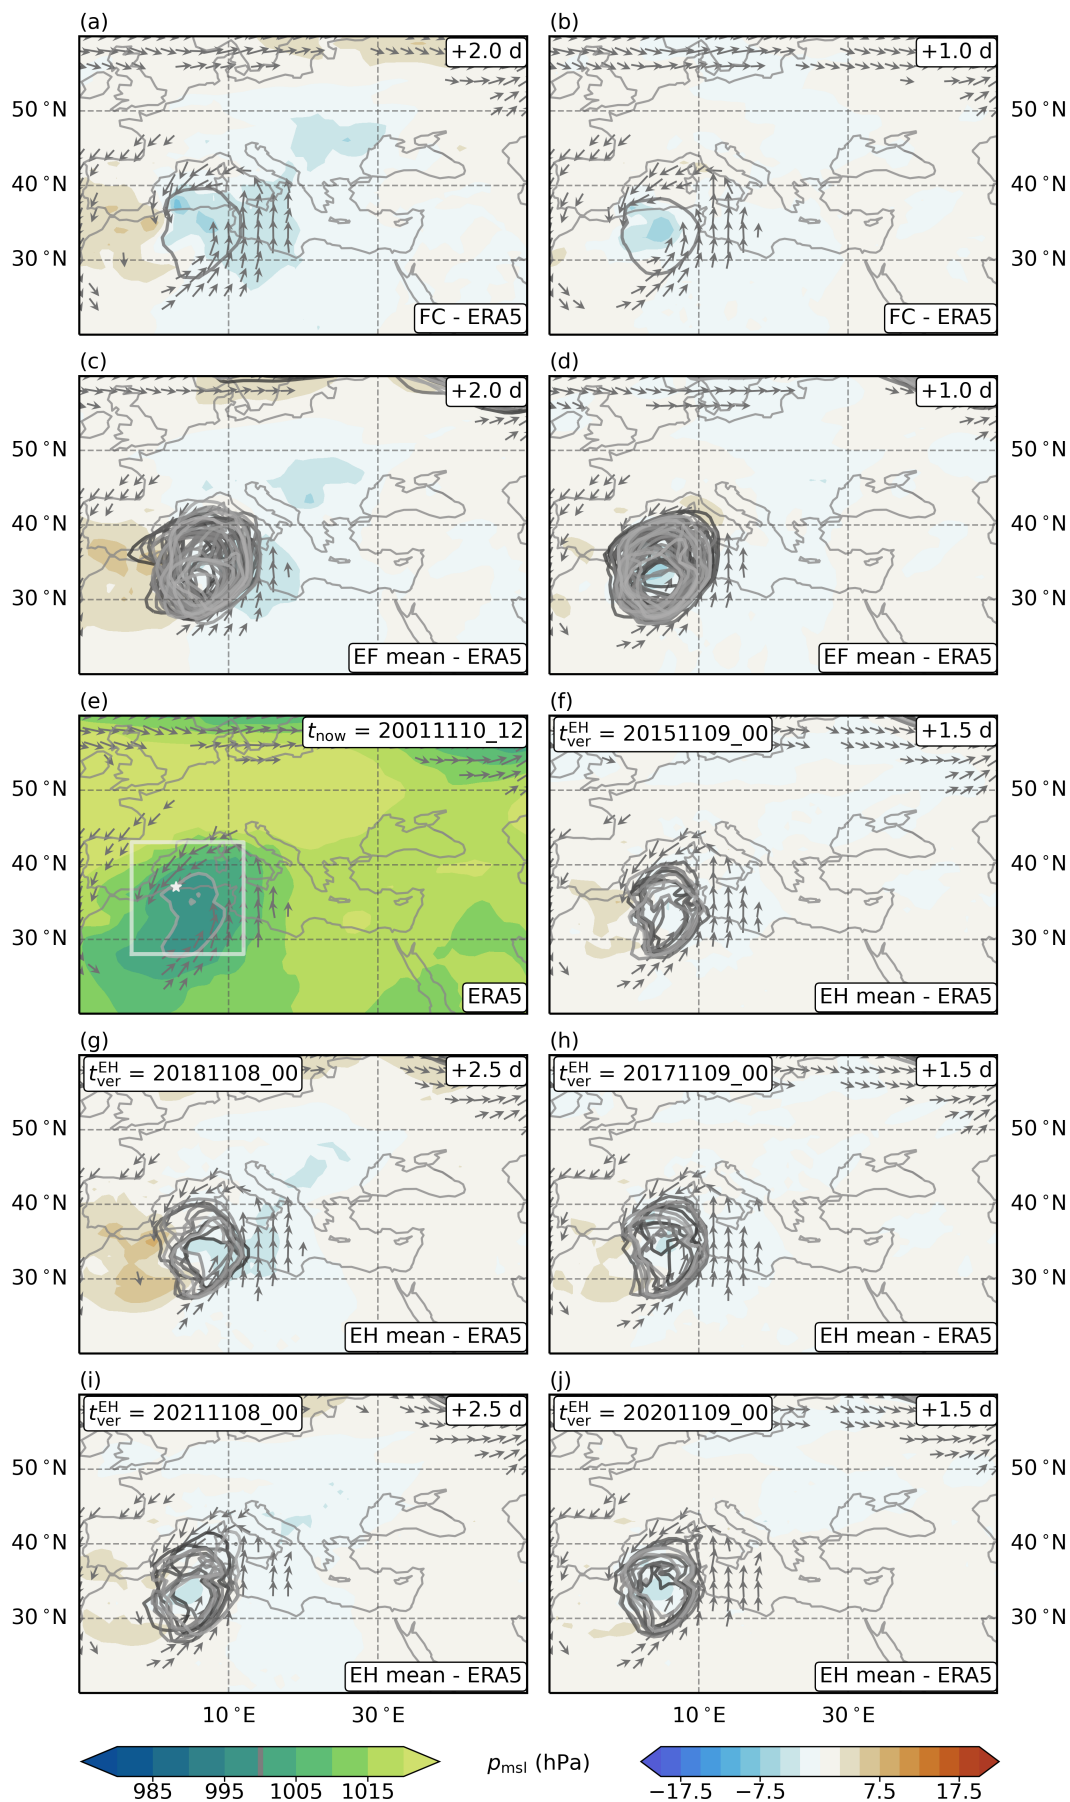 (a)
(b)
+2.0 d
+1.0 d
50°N
50°N
40°N
40°N
30°N
30°N
FC - ERA5
FC - ERA5
(c)
(d)
+2.0 d
+1.0 d
50°N
50°N
40°N
40°N
30°N
30°N
EF mean - ERA5
EF mean - ERA5
(e)
(f)
t_now = 20011110_12
t_ver^EH = 20151109_00
+1.5 d
50°N
50°N
40°N
40°N
30°N
30°N
ERA5
EH mean - ERA5
(g)
(h)
t_ver^EH = 20181108_00
+2.5 d
t_ver^EH = 20171109_00
+1.5 d
50°N
50°N
40°N
40°N
30°N
30°N
EH mean - ERA5
EH mean - ERA5
(i)
(j)
t_ver^EH = 20211108_00
+2.5 d
t_ver^EH = 20201109_00
+1.5 d
50°N
50°N
40°N
40°N
30°N
30°N
EH mean - ERA5
EH mean - ERA5
10°E 30°E 10°E 30°E
p_msl (hPa)
985 995 1005 1015
−17.5 −7.5 7.5 17.5